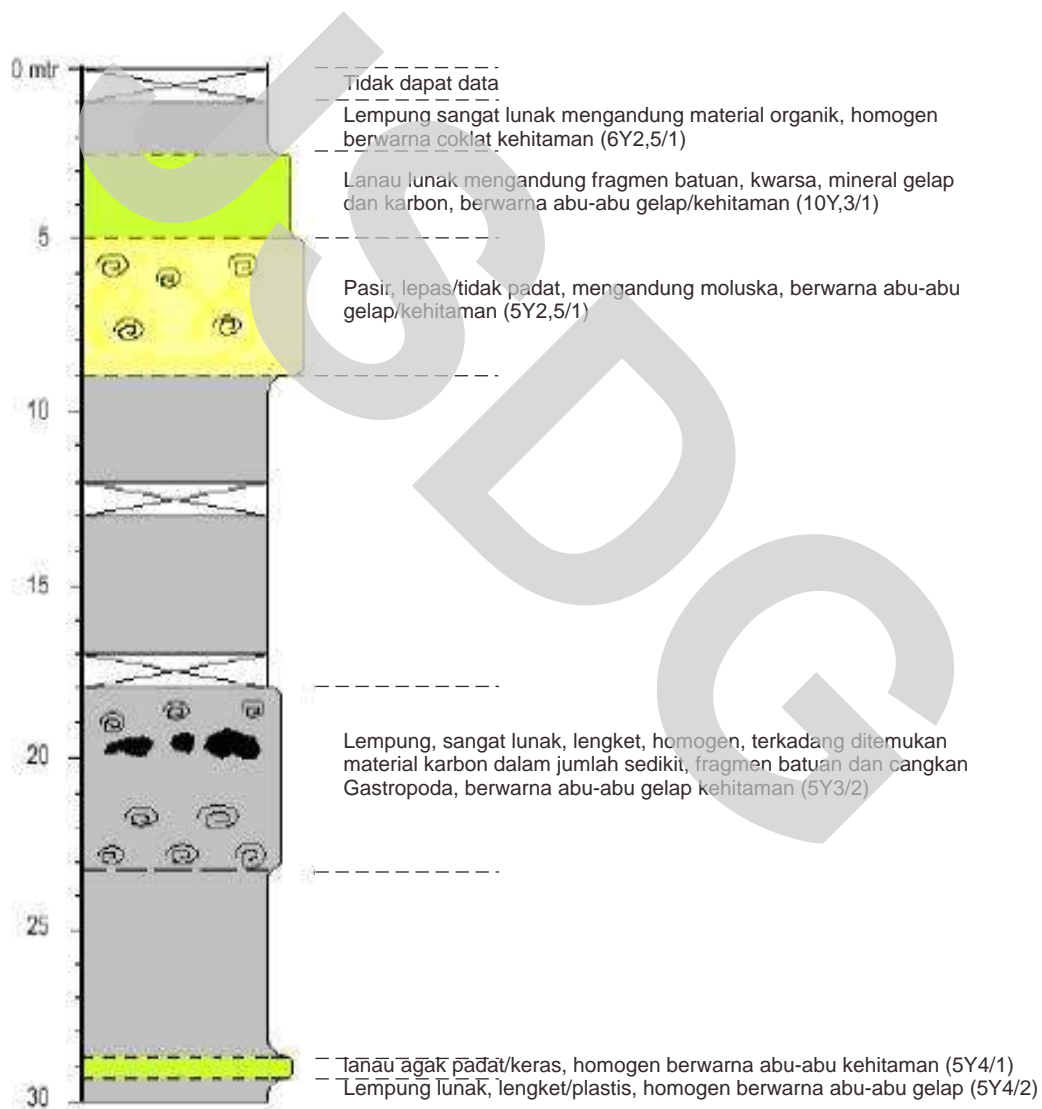 0 mtr
Tidak dapat data
Lempung sangat lunak mengandung material organik, homogen
berwarna coklat kehitaman (6Y2,5/1)
Lanau lunak mengandung fragmen batuan, kwarsa, mineral gelap
dan karbon, berwarna abu-abu gelap/kehitaman (10Y,3/1)
5
Pasir, lepas/tidak padat, mengandung moluska, berwarna abu-abu
gelap/kehitaman (5Y2,5/1)
10
15
Lempung, sangat lunak, lengket, homogen, terkadang ditemukan
20
material karbon dalam jumlah sedikit, fragmen batuan dan cangkan
Gastropoda, berwarna abu-abu gelap kehitaman (5Y3/2)
25
lanau agak padat/keras, homogen berwarna abu-abu kehitaman (5Y4/1)
Lempung lunak, lengket/plastis, homogen berwarna abu-abu gelap (5Y4/2)
30
JSDG